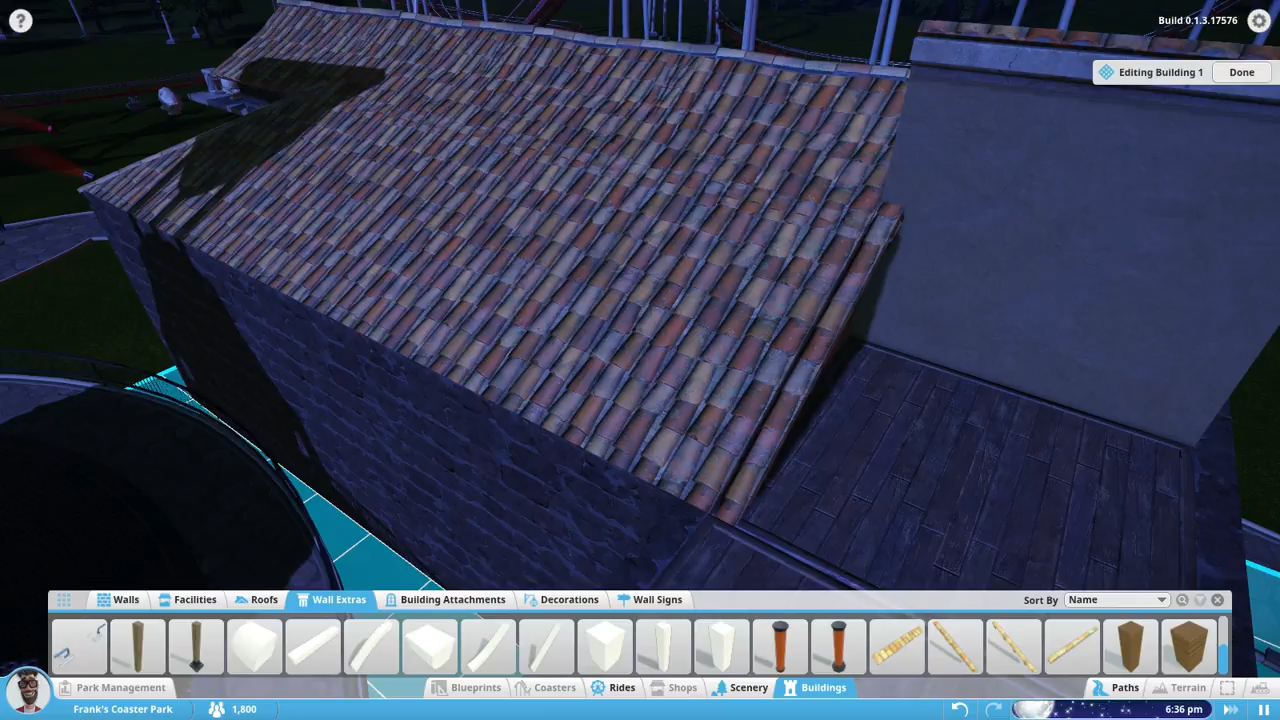 ?
Build 0.1.3.17576
Editing Building 1
Done
Walls
Facilities
Roofs
Wall Extras
Building Attachments
Decorations
Wall Signs
Sort By
Name
Park Management
Blueprints
Coasters
Rides
Shops
Scenery
Buildings
Paths
Terrain
Frank's Coaster Park
1,800
6:36 pm